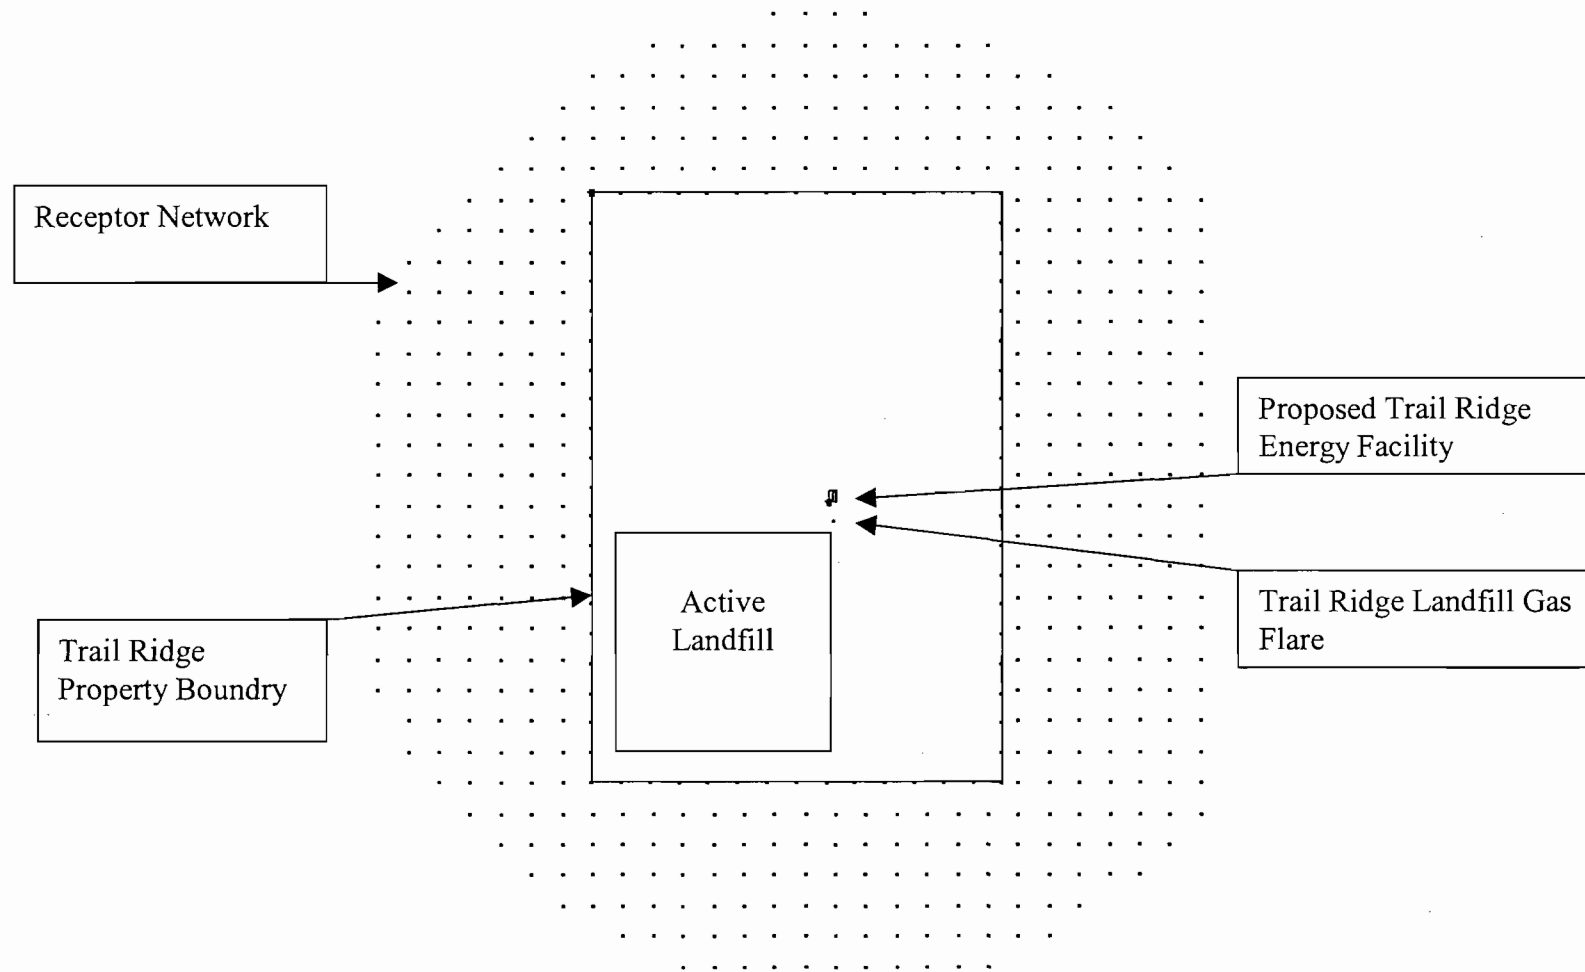 Receptor Network
Proposed Trail Ridge
Energy Facility
Active
Landfill
Trail Ridge Landfill Gas
Flare
Trail Ridge
Property Boundry